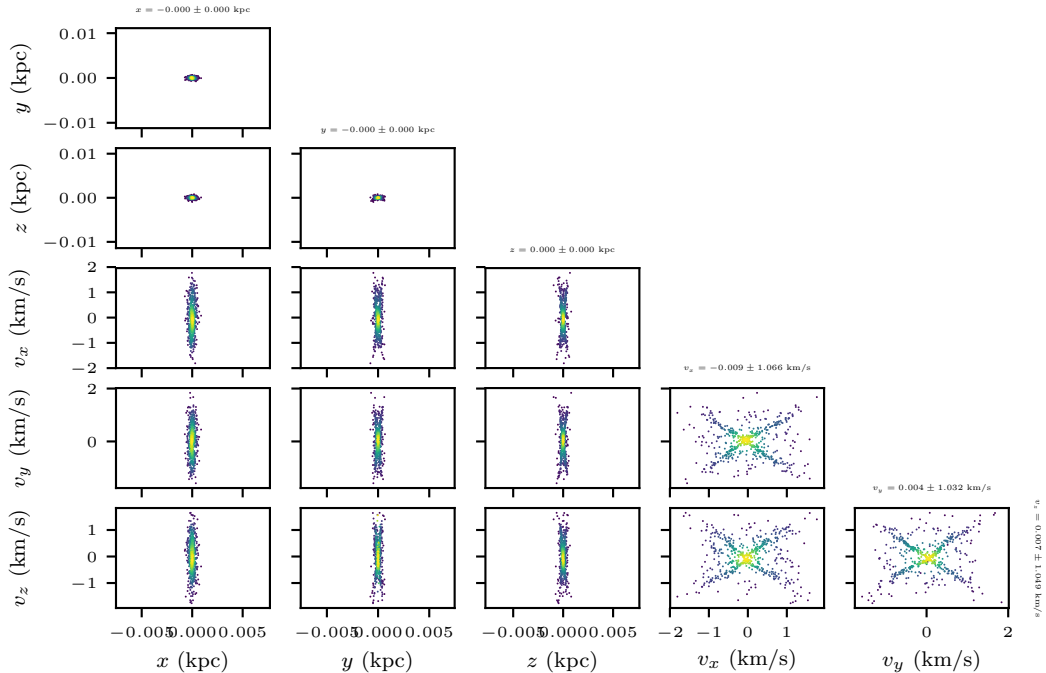 x = −0.000 ± 0.000 kpc
0.01
0.00
−0.01
y (kpc)
y = −0.000 ± 0.000 kpc
0.01
0.00
−0.01
z (kpc)
z = 0.000 ± 0.000 kpc
2
1
0
−1
−2
v_x (km/s)
v_x = −0.009 ± 1.066 km/s
2
0
v_y (km/s)
v_y = 0.004 ± 1.032 km/s
1
0
−1
v_z (km/s)
v_z = 0.007 ± 1.049 km/s
−0.005 0.000 0.005
−0.005 0.000 0.005
−0.005 0.000 0.005
−2 −1 0 1
0 2
x (kpc)
y (kpc)
z (kpc)
v_x (km/s)
v_y (km/s)